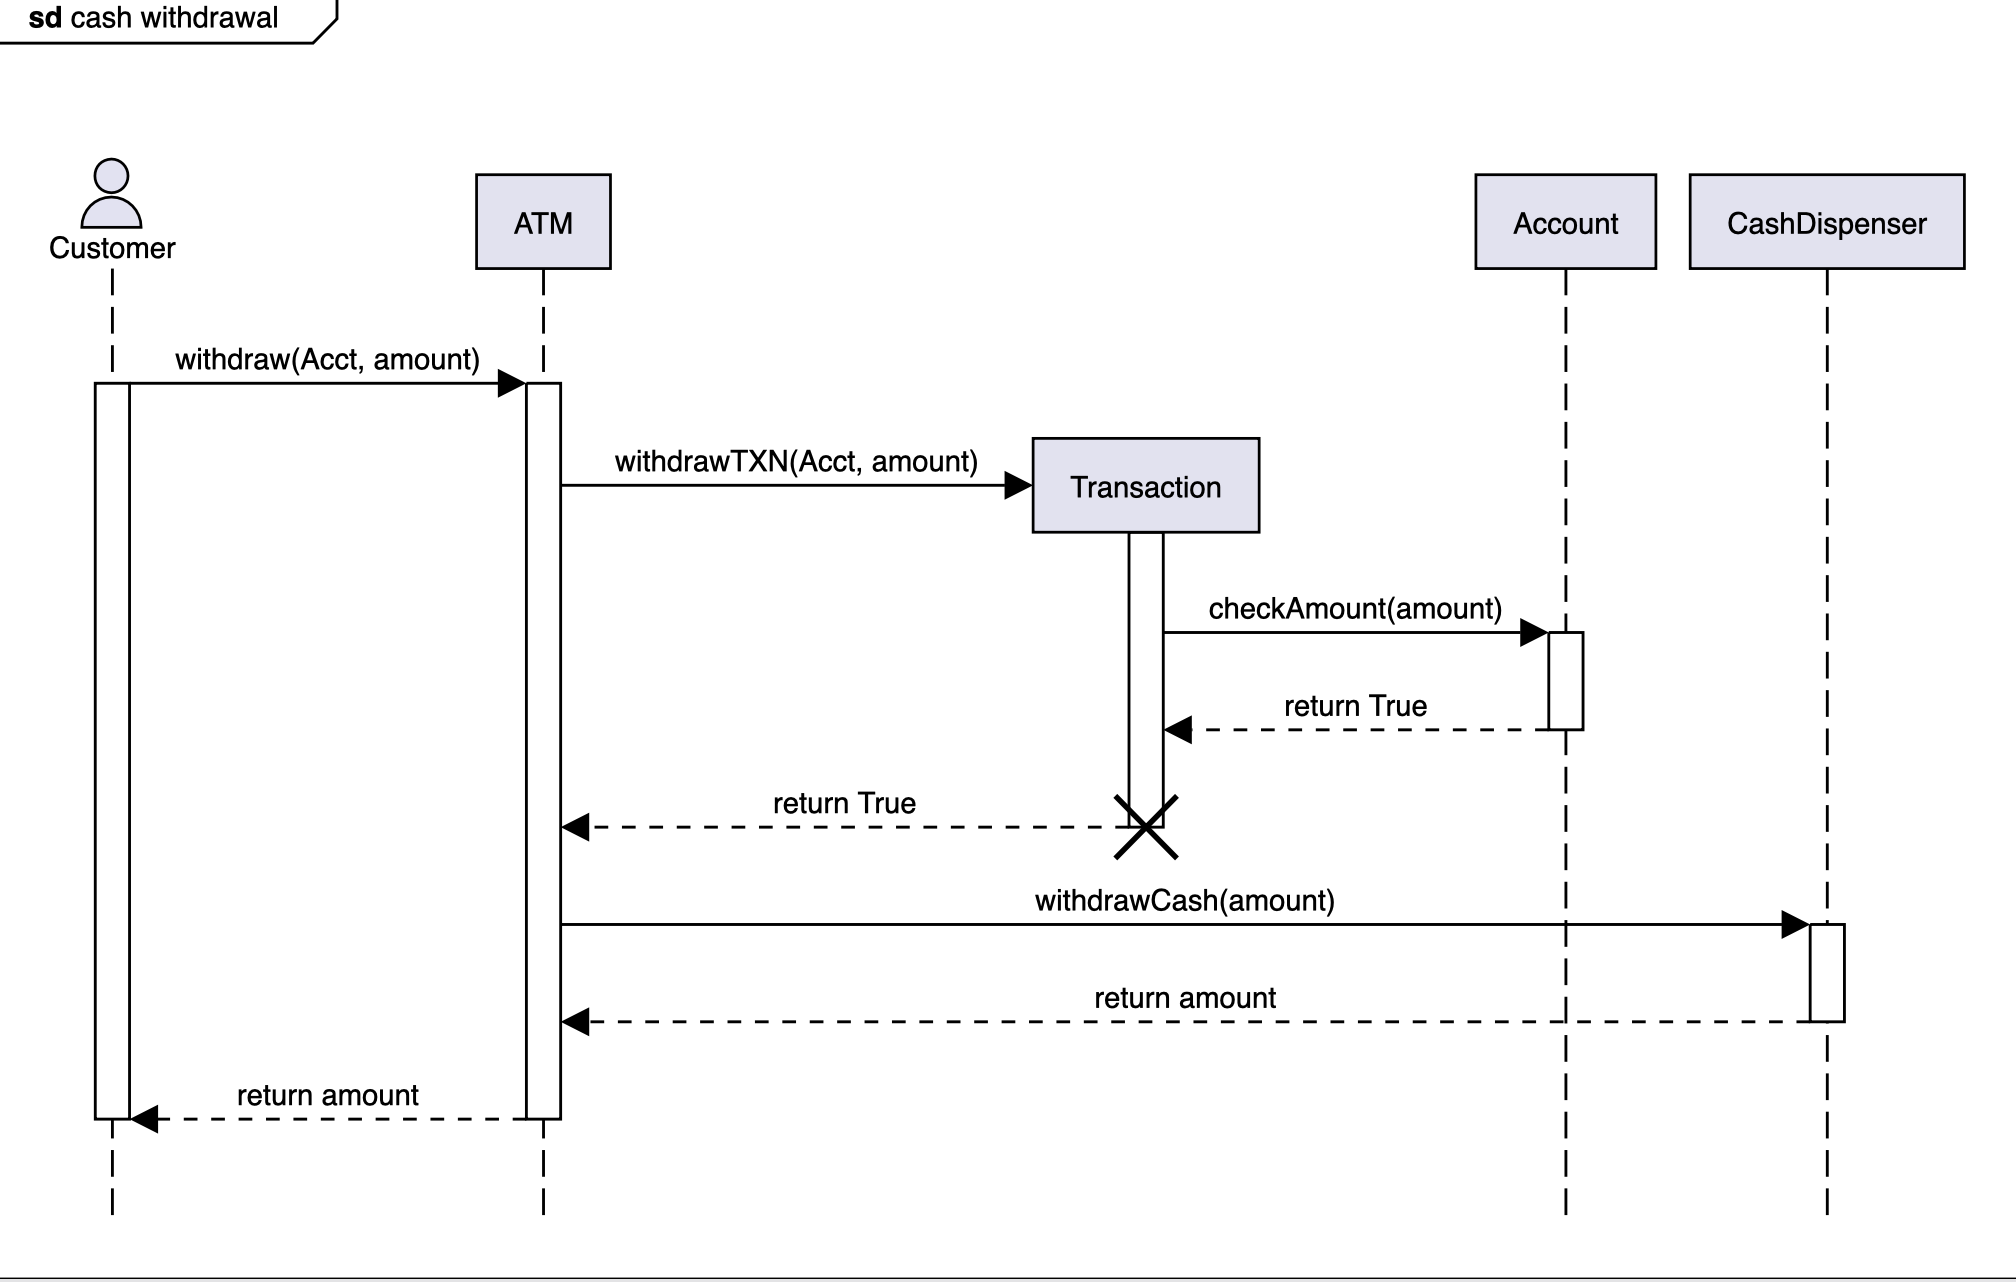 sd cash withdrawal
Customer
ATM
Account
CashDispenser
withdraw(Acct, amount)
withdrawTXN(Acct, amount)
Transaction
checkAmount(amount)
return True
return True
withdrawCash(amount)
return amount
return amount